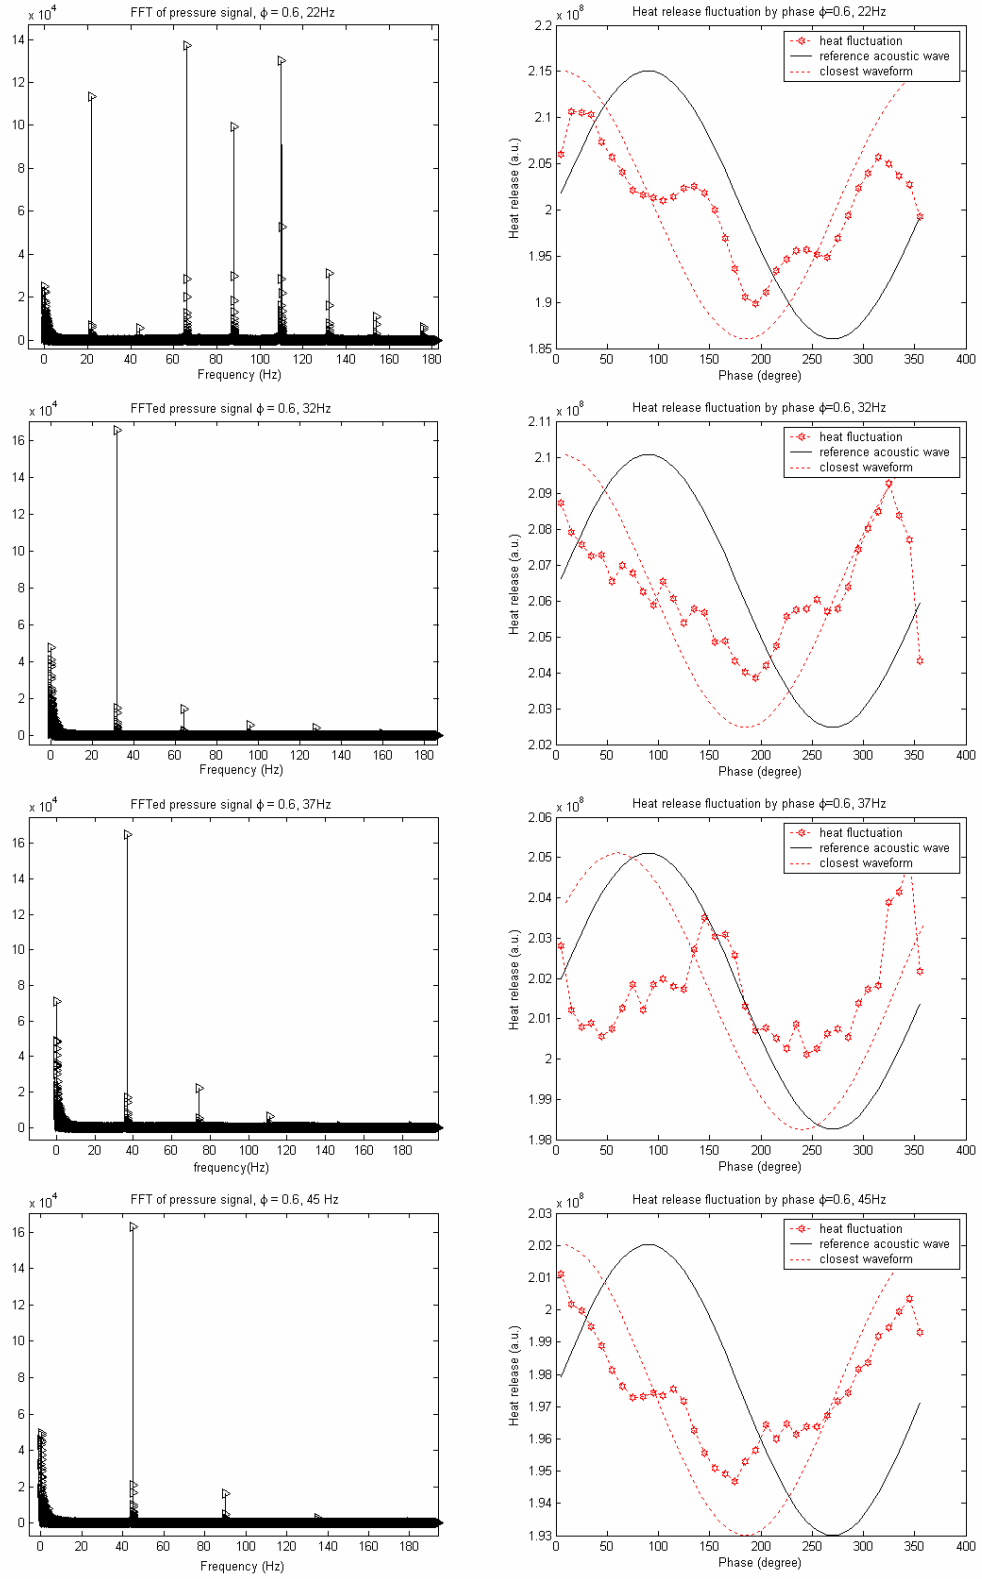 FFT of pressure signal, ϕ = 0.6, 22Hz
x 10^4
14
12
10
8
6
4
2
0
0 20 40 60 80 100 120 140 160 180
Frequency (Hz)
Heat release fluctuation by phase ϕ=0.6, 22Hz
x 10^8
2.2
2.15
2.1
2.05
2
1.95
1.9
1.85
Heat release (a.u.)
heat fluctuation
reference acoustic wave
closest waveform
0 50 100 150 200 250 300 350 400
Phase (degree)
FFTed pressure signal ϕ = 0.6, 32Hz
x 10^4
16
14
12
10
8
6
4
2
0
0 20 40 60 80 100 120 140 160 180
Frequency (Hz)
Heat release fluctuation by phase ϕ=0.6, 32Hz
x 10^8
2.11
2.1
2.09
2.08
2.07
2.06
2.05
2.04
2.03
2.02
Heat release (a.u.)
heat fluctuation
reference acoustic wave
closest waveform
0 50 100 150 200 250 300 350 400
Phase (degree)
FFTed pressure signal ϕ = 0.6, 37Hz
x 10^4
16
14
12
10
8
6
4
2
0
0 20 40 60 80 100 120 140 160 180
frequency(Hz)
Heat release fluctuation by phase ϕ=0.6, 37Hz
x 10^8
2.06
2.05
2.04
2.03
2.02
2.01
2
1.99
1.98
Heat release (a.u.)
heat fluctuation
reference acoustic wave
closest waveform
0 50 100 150 200 250 300 350 400
Phase (degree)
FFT of pressure signal, ϕ = 0.6, 45 Hz
x 10^4
16
14
12
10
8
6
4
2
0
0 20 40 60 80 100 120 140 160 180
Frequency (Hz)
Heat release fluctuation by phase ϕ=0.6, 45Hz
x 10^8
2.03
2.02
2.01
2
1.99
1.98
1.97
1.96
1.95
1.94
1.93
Heat release (a.u.)
heat fluctuation
reference acoustic wave
closest waveform
0 50 100 150 200 250 300 350 400
Phase (degree)